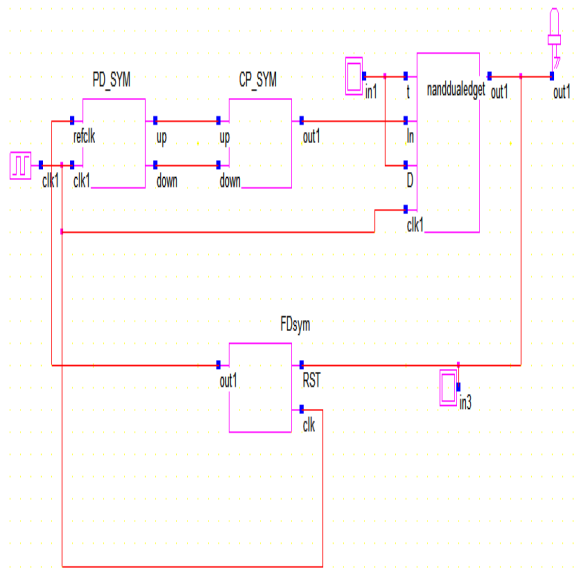 PD_SYM
CP_SYM
refclk
clk1
clk1
up
down
up
down
out1
in1
t
nanddualedget
In
D
clk1
out1
out1
FDsym
out1
RST
clk
in3